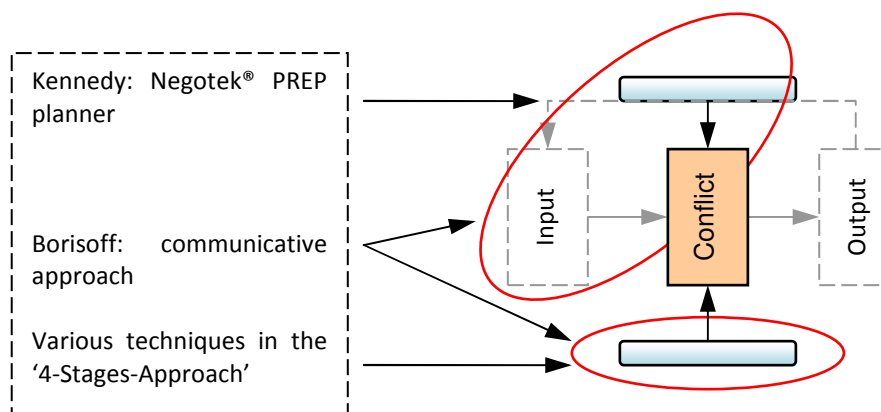 Kennedy: Negotek® PREP
planner
Borisoff: communicative
approach
Various techniques in the
‘4-Stages-Approach’
Input
Conflict
Output